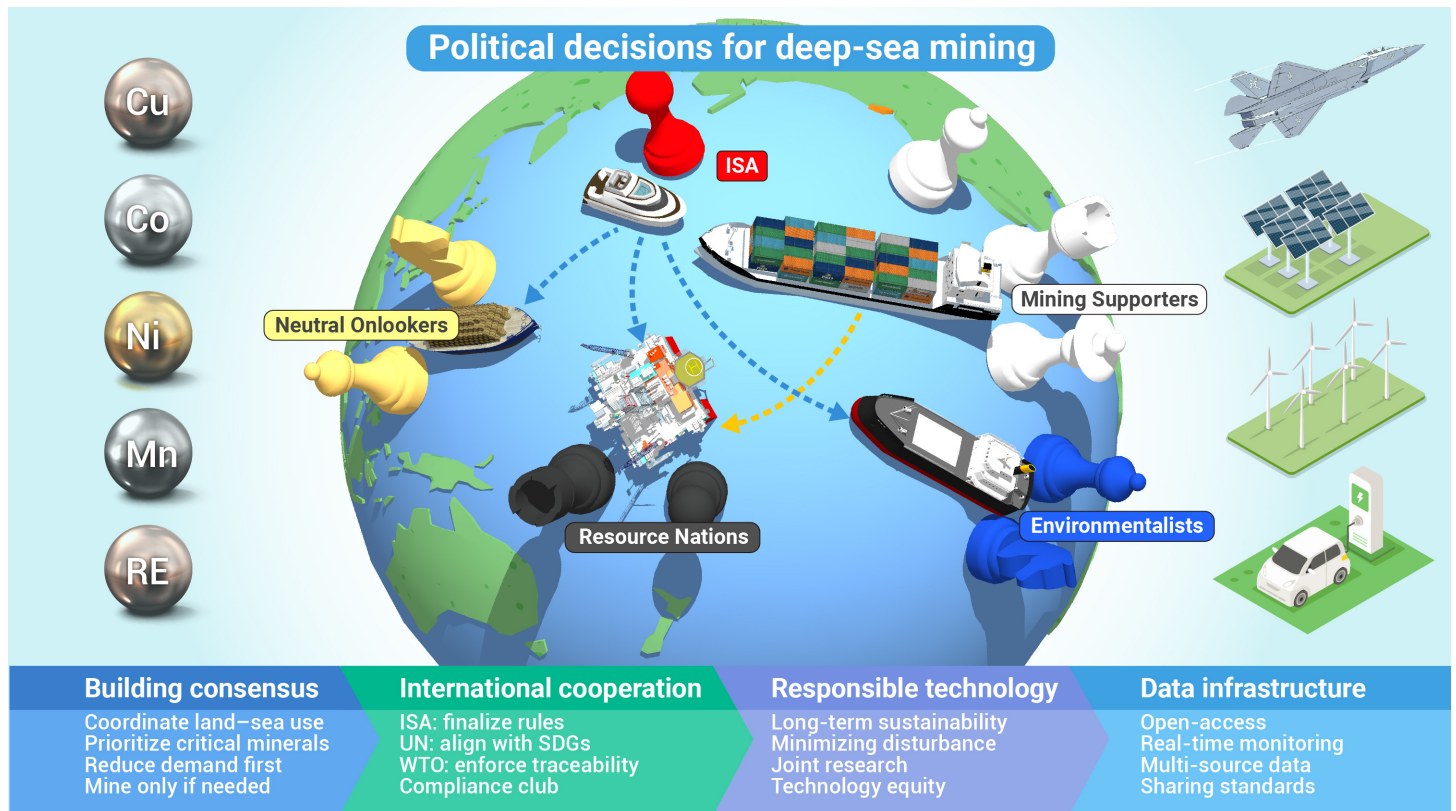 Political decisions for deep-sea mining
Cu
Co
Ni
Mn
RE
ISA
Mining Supporters
Neutral Onlookers
Resource Nations
Environmentalists
Building consensus
Coordinate land–sea use
Prioritize critical minerals
Reduce demand first
Mine only if needed
International cooperation
ISA: finalize rules
UN: align with SDGs
WTO: enforce traceability
Compliance club
Responsible technology
Long-term sustainability
Minimizing disturbance
Joint research
Technology equity
Data infrastructure
Open-access
Real-time monitoring
Multi-source data
Sharing standards